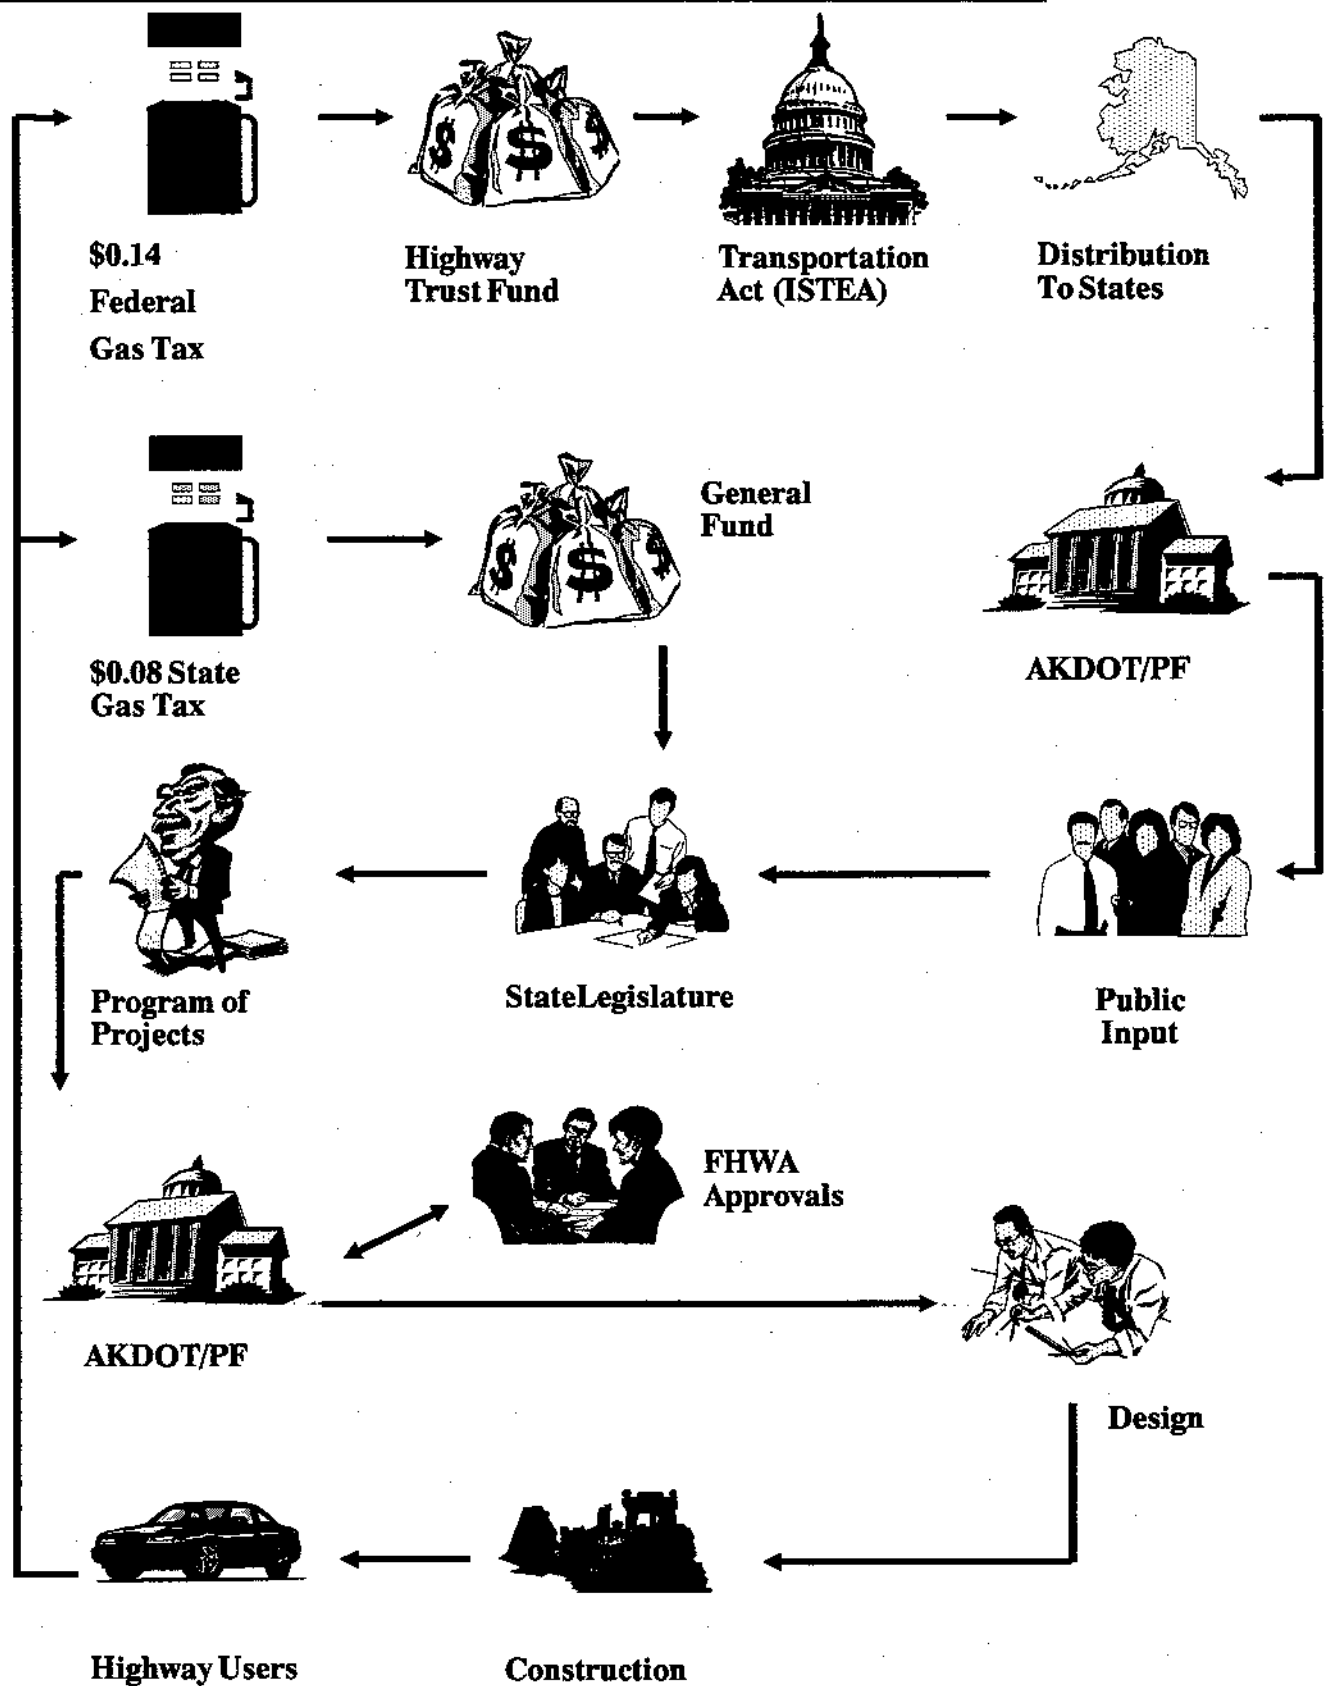 $0.14
Federal
Gas Tax
Highway
Trust Fund
Transportation
Act (ISTEA)
Distribution
To States
General
Fund
$0.08 State
Gas Tax
AKDOT/PF
Program of
Projects
StateLegislature
Public
Input
FHWA
Approvals
AKDOT/PF
Design
Highway Users
Construction